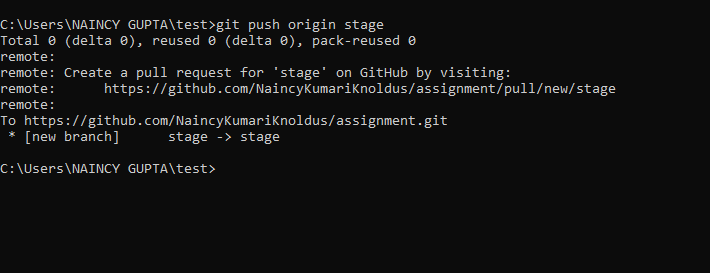 C:\Users\NAINCY GUPTA\test>git push origin stage
Total 0 (delta 0), reused 0 (delta 0), pack-reused 0
remote:
remote: Create a pull request for 'stage' on GitHub by visiting:
remote:      https://github.com/NaincyKumariKnoldus/assignment/pull/new/stage
remote:
To https://github.com/NaincyKumariKnoldus/assignment.git
 * [new branch]      stage -> stage
C:\Users\NAINCY GUPTA\test>